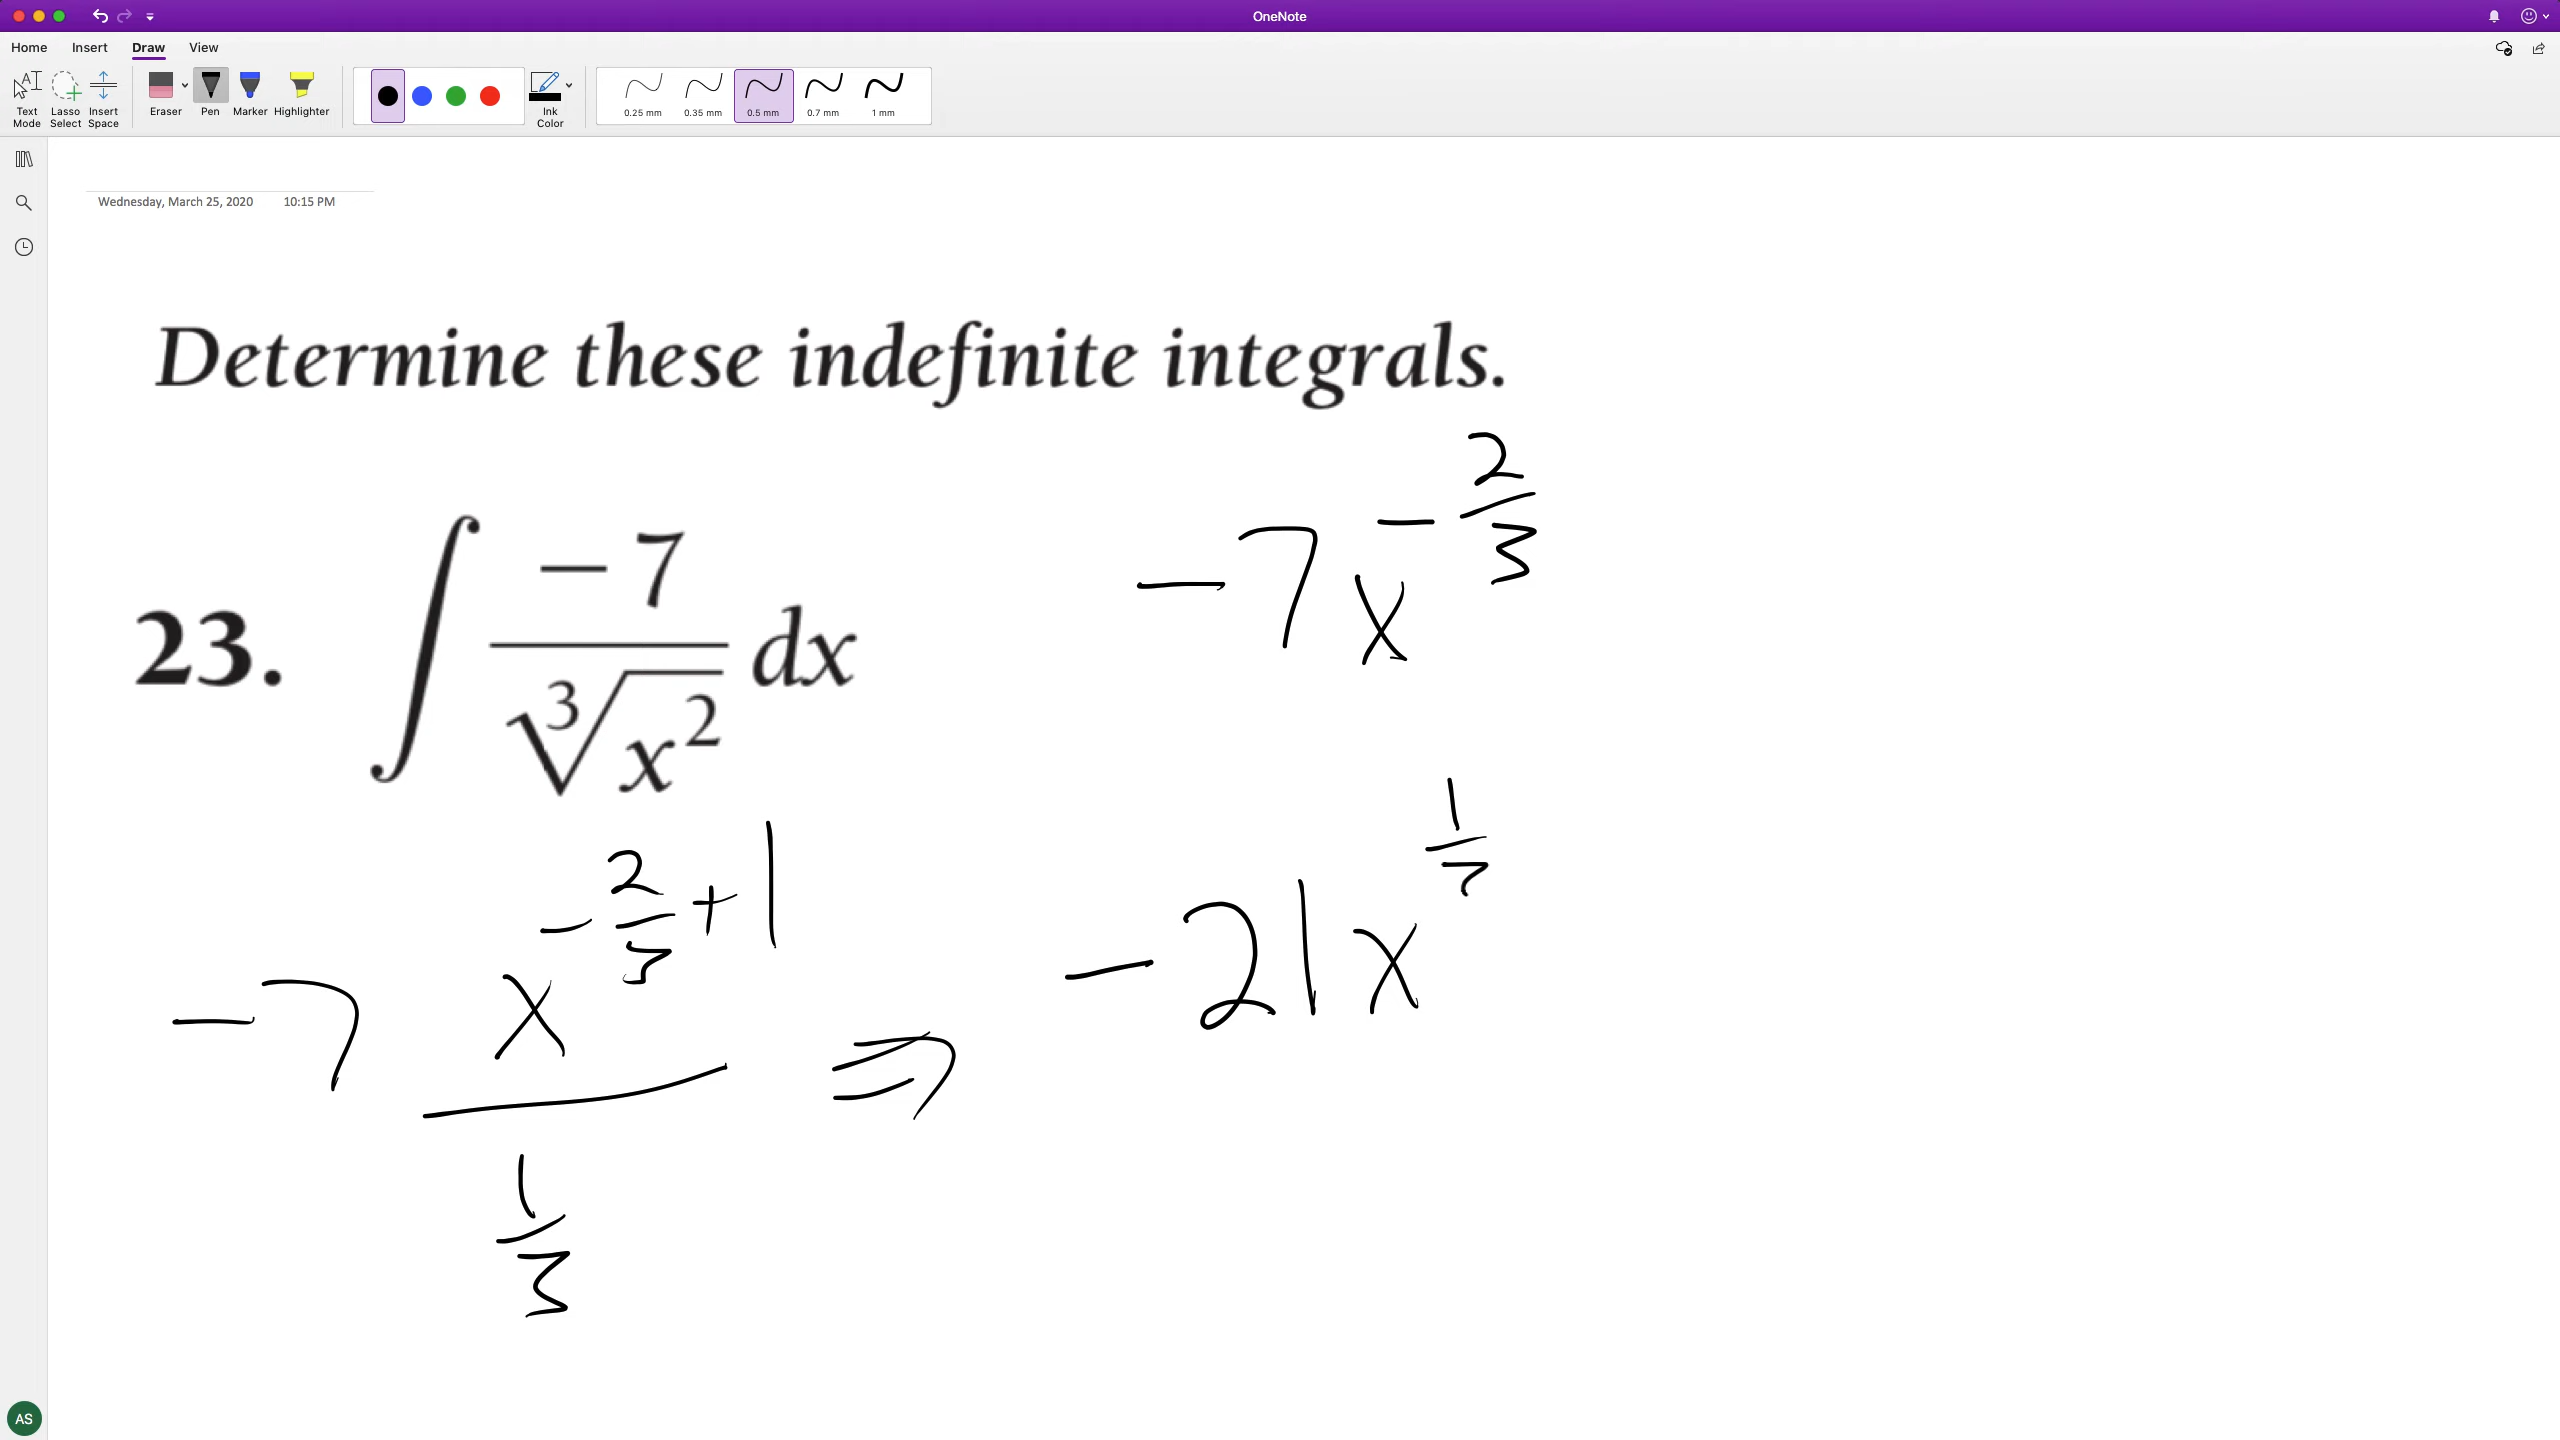 OneNote
Home Insert Draw View
Text Mode
Lasso Select
Insert Space
Eraser
Pen
Marker
Highlighter
Ink Color
0.25 mm
0.35 mm
0.5 mm
0.7 mm
1 mm
Wednesday, March 25, 2020 10:15 PM
Determine these indefinite integrals.
23. ∫ -7/∛(x²) dx
-7x^(-2/3)
-7 x^(-2/3+1) / (1/3) ⇒
-21x^(1/
AS